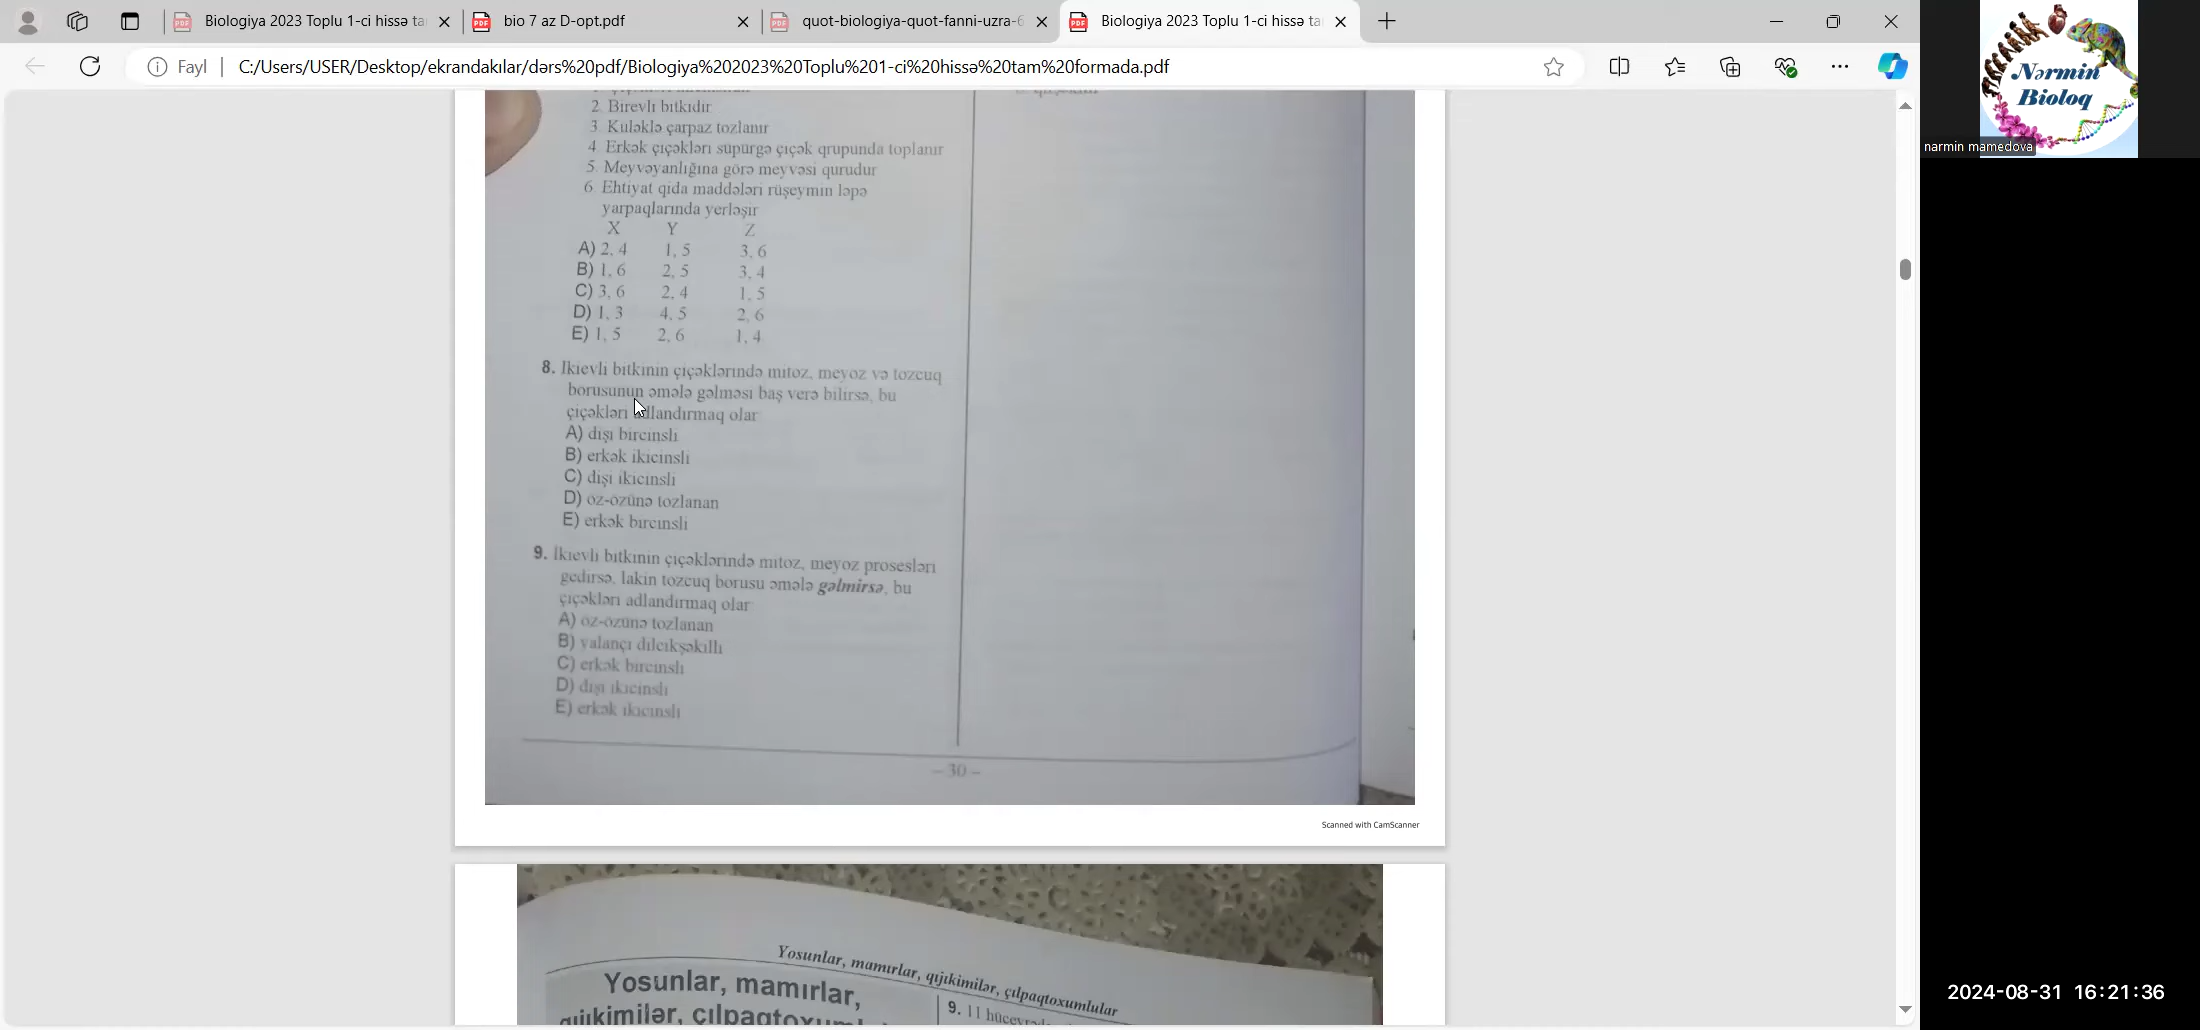 Biologiya 2023 Toplu 1-ci hissə ta
bio 7 az D-opt.pdf
quot-biologiya-quot-fanni-uzra-6
Biologiya 2023 Toplu 1-ci hissə ta
Fayl
C:/Users/USER/Desktop/ekrandakılar/dərs%20pdf/Biologiya%202023%20Toplu%201-ci%20hissə%20tam%20formada.pdf
Nərmin
Bioloq
narmin mamedova
2. Birevli bitkidir
3. Küləklə çarpaz tozlanır
4. Erkək çiçəkləri süpürgə çiçək qrupunda toplanır
5. Meyvəyanlığına görə meyvəsi qurudur
6. Ehtiyat qida maddələri rüşeymin ləpə
yarpaqlarında yerləşir
X Y Z
A) 2, 4 1, 5 3, 6
B) 1, 6 2, 5 3, 4
C) 3, 6 2, 4 1, 5
D) 1, 3 4, 5 2, 6
E) 1, 5 2, 6 1, 4
8. İkievli bitkinin çiçəklərində mitoz, meyoz və tozcuq
borusunun əmələ gəlməsi baş verə bilirsə, bu
çiçəkləri adlandırmaq olar
A) dişi bircinsli
B) erkək ikicinsli
C) dişi ikicinsli
D) öz-özünə tozlanan
E) erkək bircinsli
9. İkievli bitkinin çiçəklərində mitoz, meyoz prosesləri
gedirsə, lakin tozcuq borusu əmələ gəlmirsə, bu
çiçəkləri adlandırmaq olar
A) öz-özünə tozlanan
B) yalançı dilcikşəkilli
C) erkək bircinsli
D) dişi ikicinsli
E) erkək ikicinsli
– 30 –
Scanned with CamScanner
Yosunlar, mamırlar, qıjıkimilər, çılpaqtoxumlular
Yosunlar, mamırlar,
9. 11
2024-08-31 16:21:36